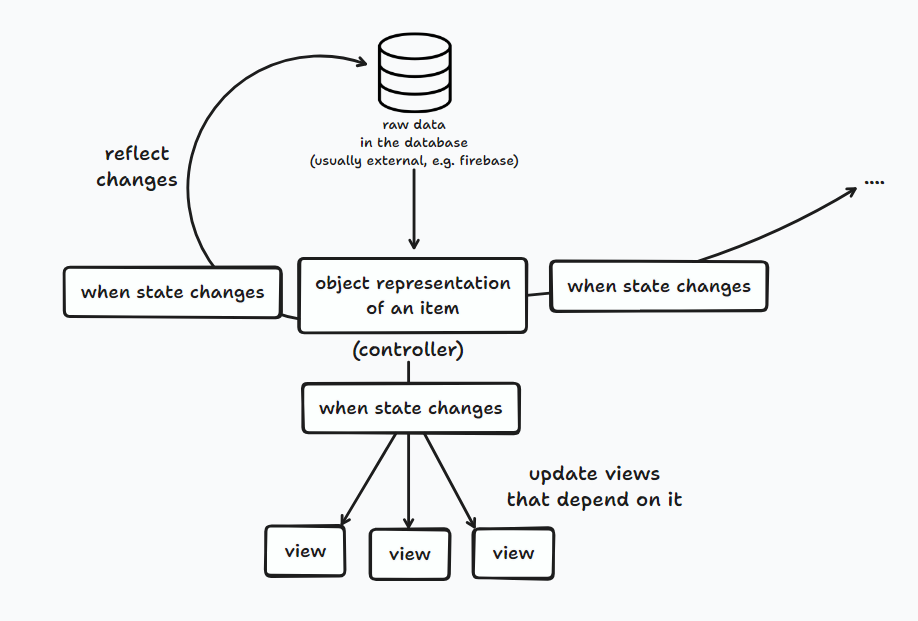 raw data
in the database
(usually external, e.g. firebase)
reflect
changes
....
when state changes
object representation
of an item
when state changes
(controller)
when state changes
update views
that depend on it
view
view
view